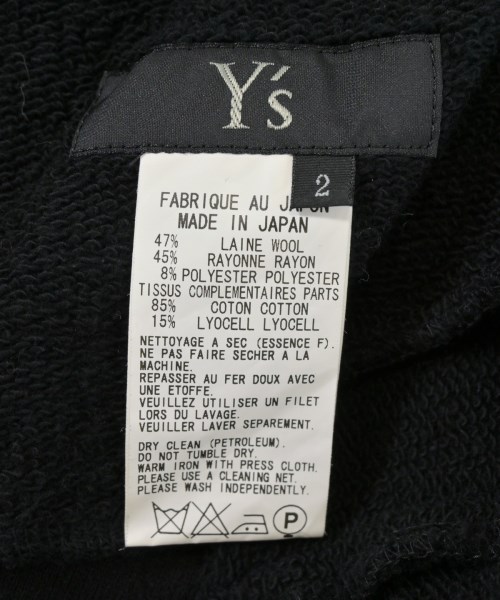 Y's
2
FABRIQUE AU JAPON
MADE IN JAPAN
47% LAINE WOOL
45% RAYONNE RAYON
8% POLYESTER POLYESTER
TISSUS COMPLEMENTAIRES PARTS
85% COTON COTTON
15% LYOCELL LYOCELL
NETTOYAGE A SEC (ESSENCE F).
NE PAS FAIRE SECHER A LA
MACHINE.
REPASSER AU FER DOUX AVEC
UNE ETOFFE.
VEUILLEZ UTILISER UN FILET
LORS DU LAVAGE.
VEUILLER LAVER SEPAREMENT.
DRY CLEAN (PETROLEUM).
DO NOT TUMBLE DRY.
WARM IRON WITH PRESS CLOTH.
PLEASE USE A CLEANING NET.
PLEASE WASH INDEPENDENTLY.
P